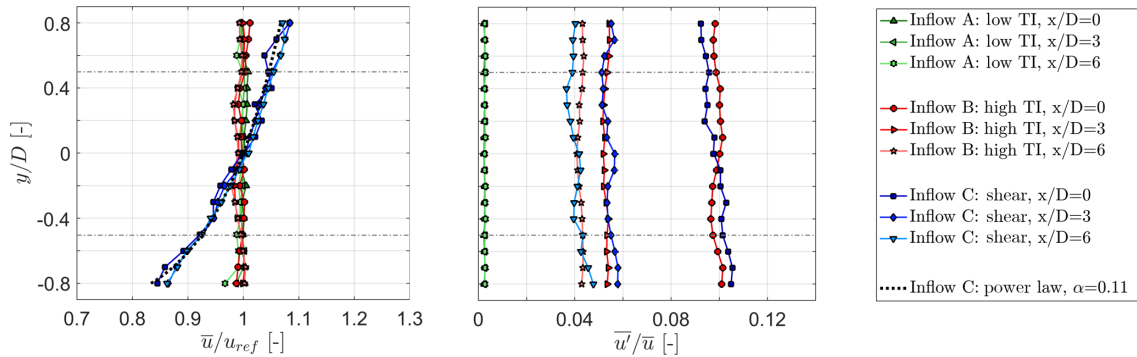 0.8
0.4
0
-0.4
-0.8
y/D [-]
0.7 0.8 0.9 1 1.1 1.2 1.3
u̅/u_ref [-]
0 0.04 0.08 0.12
u̅'̅/u̅ [-]
Inflow A: low TI, x/D=0
Inflow A: low TI, x/D=3
Inflow A: low TI, x/D=6
Inflow B: high TI, x/D=0
Inflow B: high TI, x/D=3
Inflow B: high TI, x/D=6
Inflow C: shear, x/D=0
Inflow C: shear, x/D=3
Inflow C: shear, x/D=6
Inflow C: power law, α=0.11